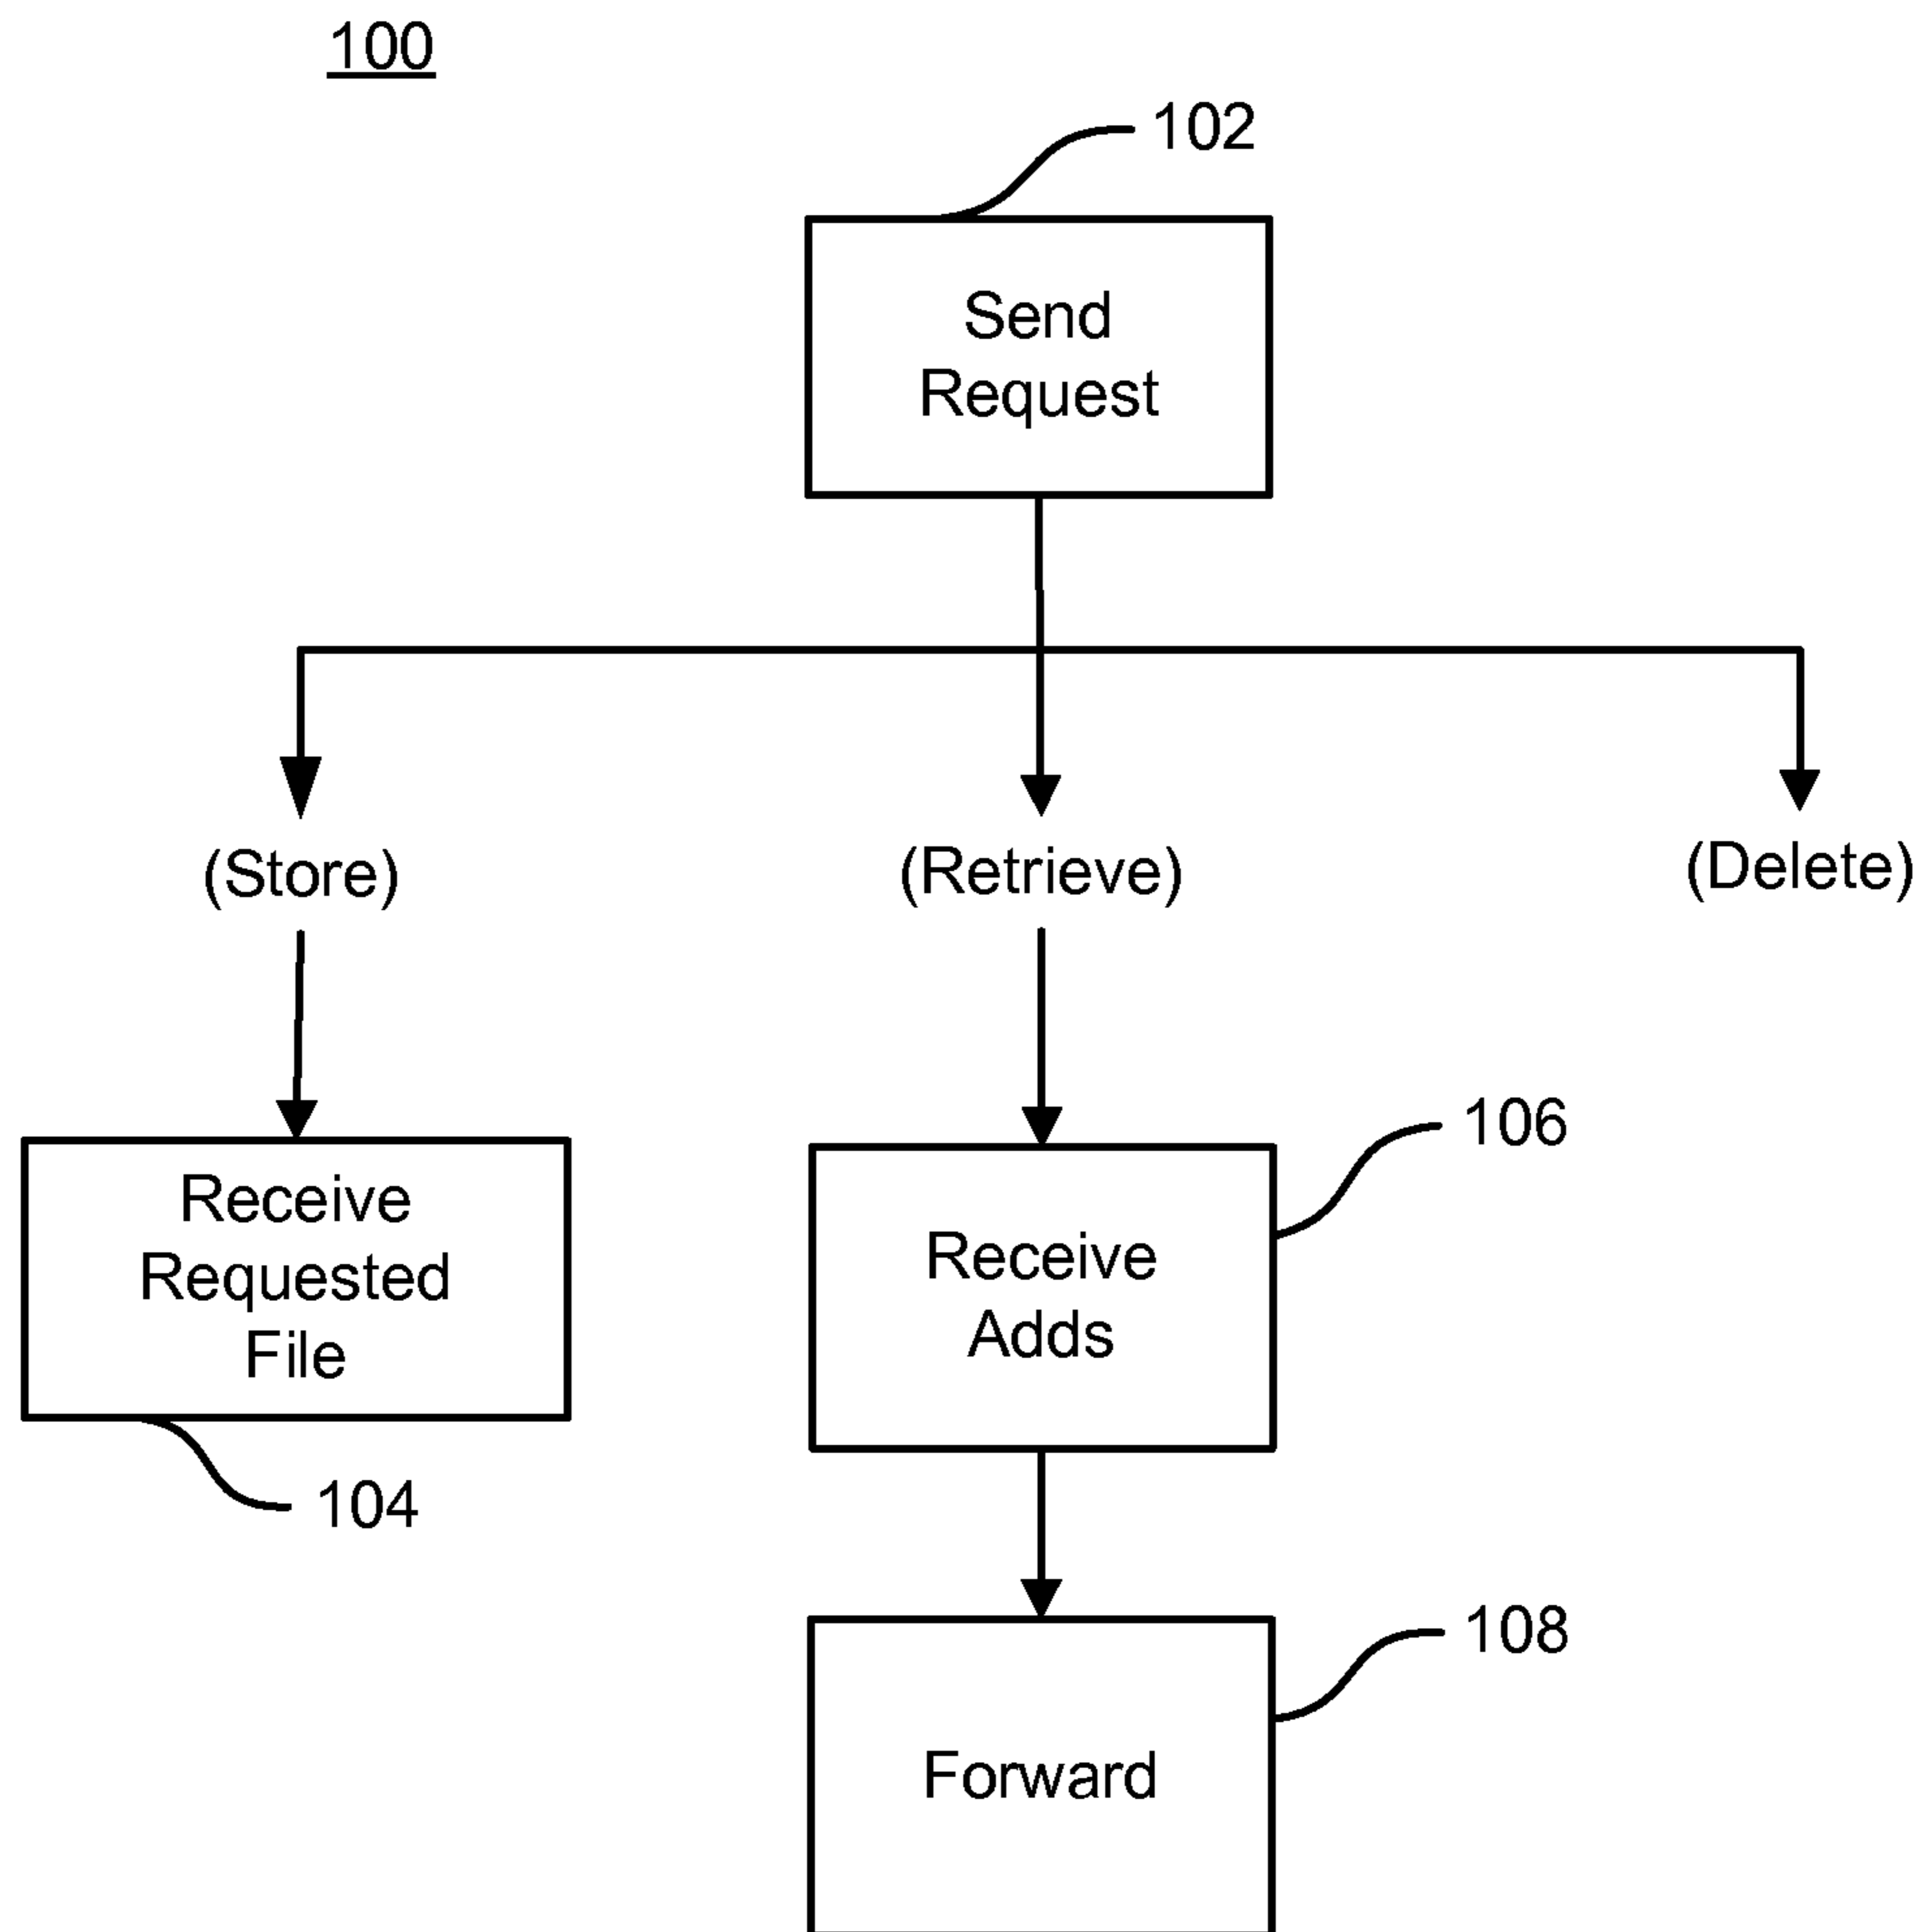 100
102
Send
Request
(Store)
(Retrieve)
(Delete)
106
Receive
Requested
File
Receive
Adds
104
108
Forward